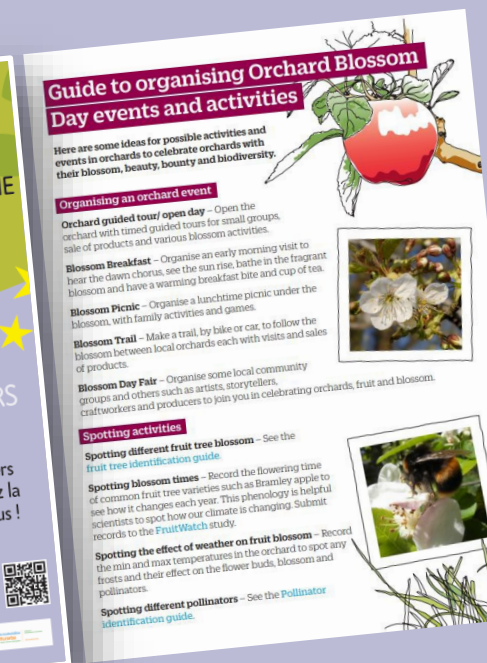 Guide to organising Orchard Blossom
Day events and activities
Here are some ideas for possible activities and
events in orchards to celebrate orchards with
their blossom, beauty, bounty and biodiversity.
Organising an orchard event
Orchard guided tour/ open day – Open the
orchard with timed guided tours for small groups,
sale of products and various blossom activities.
Blossom Breakfast – Organise an early morning visit to
hear the dawn chorus, see the sun rise, bathe in the fragrant
blossom and have a warming breakfast bite and cup of tea.
Blossom Picnic – Organise a lunchtime picnic under the
blossom, with family activities and games.
Blossom Trail – Make a trail, by bike or car, to follow the
blossom between local orchards each with visits and sales
of products.
Blossom Day Fair – Organise some local community
groups and others such as artists, storytellers,
craftworkers and producers to join you in celebrating orchards, fruit and blossom.
Spotting activities
Spotting different fruit tree blossom – See the
fruit tree identification guide
Spotting blossom times – Record the flowering time
of common fruit tree varieties such as Bramley apple to
see how it changes each year. This phenology is helpful
scientists to spot how our climate is changing. Submit
records to the FruitWatch study.
Spotting the effect of weather on fruit blossom – Record
the min and max temperatures in the orchard to spot any
frosts and their effect on the flower buds, blossom and
pollinators.
Spotting different pollinators – See the Pollinator
identification guide.
z la
us !